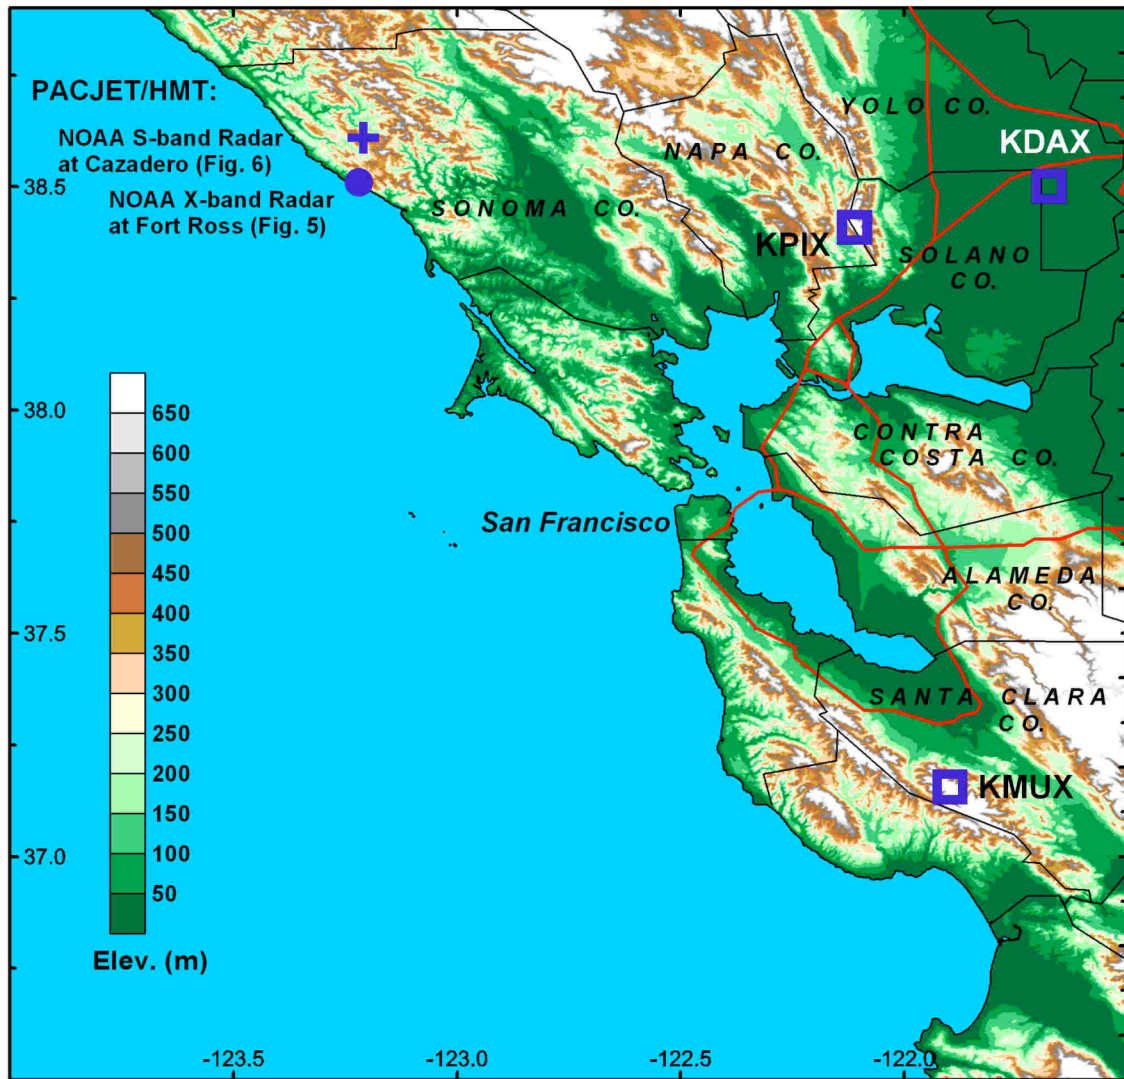 PACJET/HMT:
NOAA S-band Radar
at Cazadero (Fig. 6)
NOAA X-band Radar
at Fort Ross (Fig. 5)
YOLO CO.
KDAX
NAPA CO.
SONOMA CO.
KPIX
SOLANO
CO.
CONTRA
COSTA CO.
San Francisco
ALAMEDA
CO.
SANTA CLARA
CO.
KMUX
38.5
38.0
37.5
37.0
650
600
550
500
450
400
350
300
250
200
150
100
50
Elev. (m)
-123.5
-123.0
-122.5
-122.0